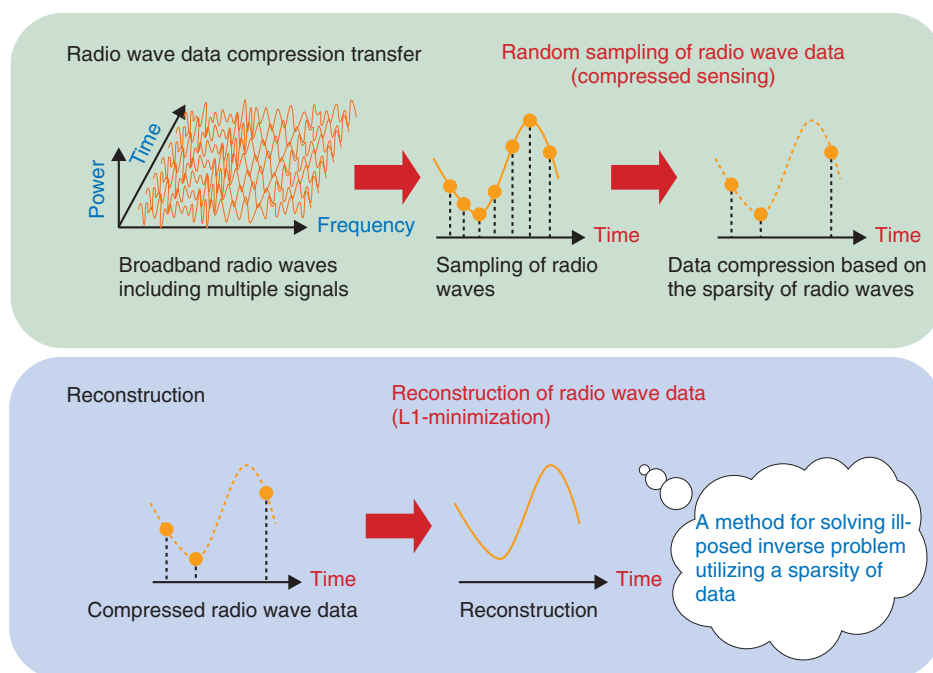 Radio wave data compression transfer
Random sampling of radio wave data
(compressed sensing)
Power
Time
Frequency
Time
Time
Broadband radio waves
including multiple signals
Sampling of radio
waves
Data compression based on
the sparsity of radio waves
Reconstruction
Reconstruction of radio wave data
(L1-minimization)
A method for solving ill-
posed inverse problem
utilizing a sparsity of
data
Time
Time
Compressed radio wave data
Reconstruction